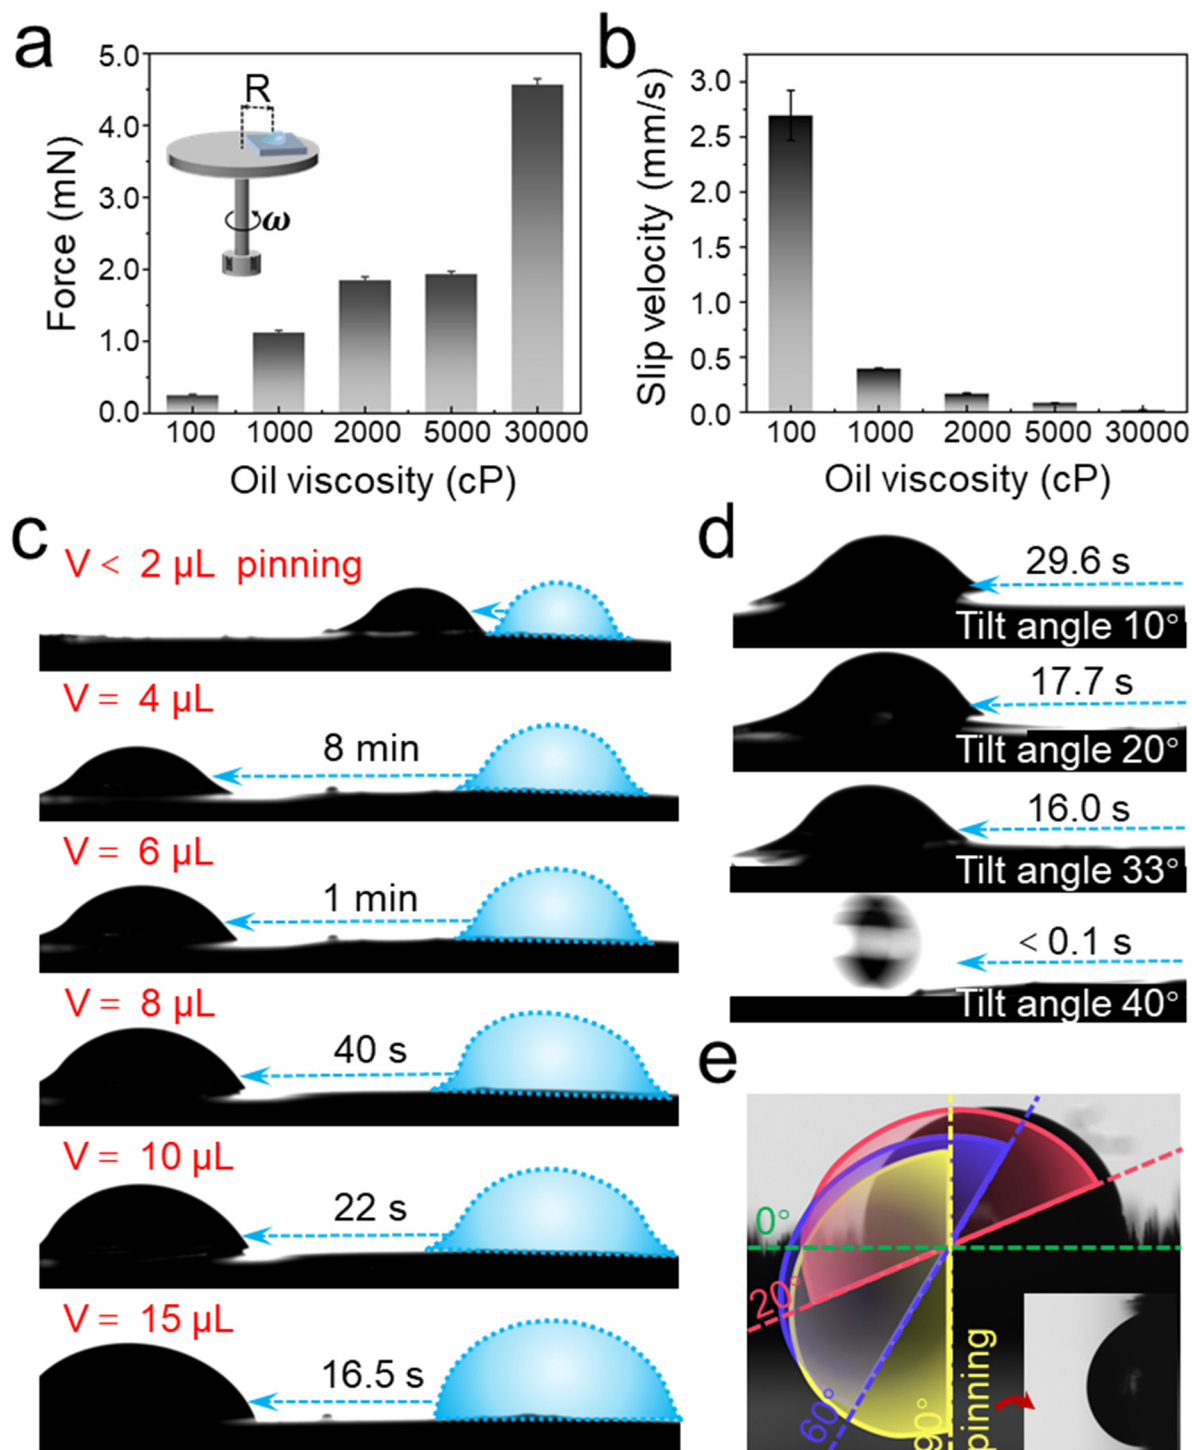 a
5.0
4.0
3.0
2.0
1.0
0.0
Force (mN)
R
ω
100 1000 2000 5000 30000
Oil viscosity (cP)
b
3.0
2.5
2.0
1.5
1.0
0.5
0.0
Slip velocity (mm/s)
100 1000 2000 5000 30000
Oil viscosity (cP)
c
V < 2 µL pinning
V = 4 µL
8 min
V = 6 µL
1 min
V = 8 µL
40 s
V = 10 µL
22 s
V = 15 µL
16.5 s
d
29.6 s
Tilt angle 10°
17.7 s
Tilt angle 20°
16.0 s
Tilt angle 33°
< 0.1 s
Tilt angle 40°
e
0°
20°
60°
90°
pinning